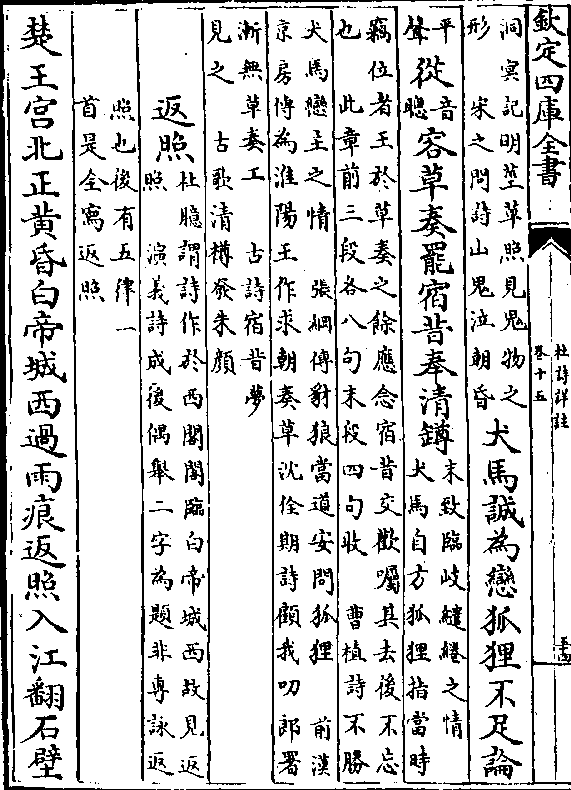 欽定四庫全書
杜詩詳註
卷十五
洞冥記明莖草照見鬼物之
形　宋之問詩山鬼泣朝昏
犬馬誠為戀狐狸不足論
平
聲
從
音
聰
容草奏罷宿昔奉清罇
末致臨岐繾綣之情
犬馬自方狐狸指當時
竊位者王於草奏之餘應念宿昔交歡囑其去後不忘
也　此章前三段各八句末段四句收　曹植詩不勝
犬馬戀主之情　張綱傳豺狼當道安問狐狸　前漢
京房傳為淮陽王作求朝奏草沈佺期詩顧我叨郎署
漸無草奏工　古詩宿昔夢
見之　古歌清樽發朱顏
返照
杜臆謂詩作於西閣閣臨白帝城西故見返
照　演義詩成後偶舉二字為題非專詠返
照也後有五律一
首是全寫返照
楚王宮北正黃昏白帝城西過雨痕返照入江翻石壁